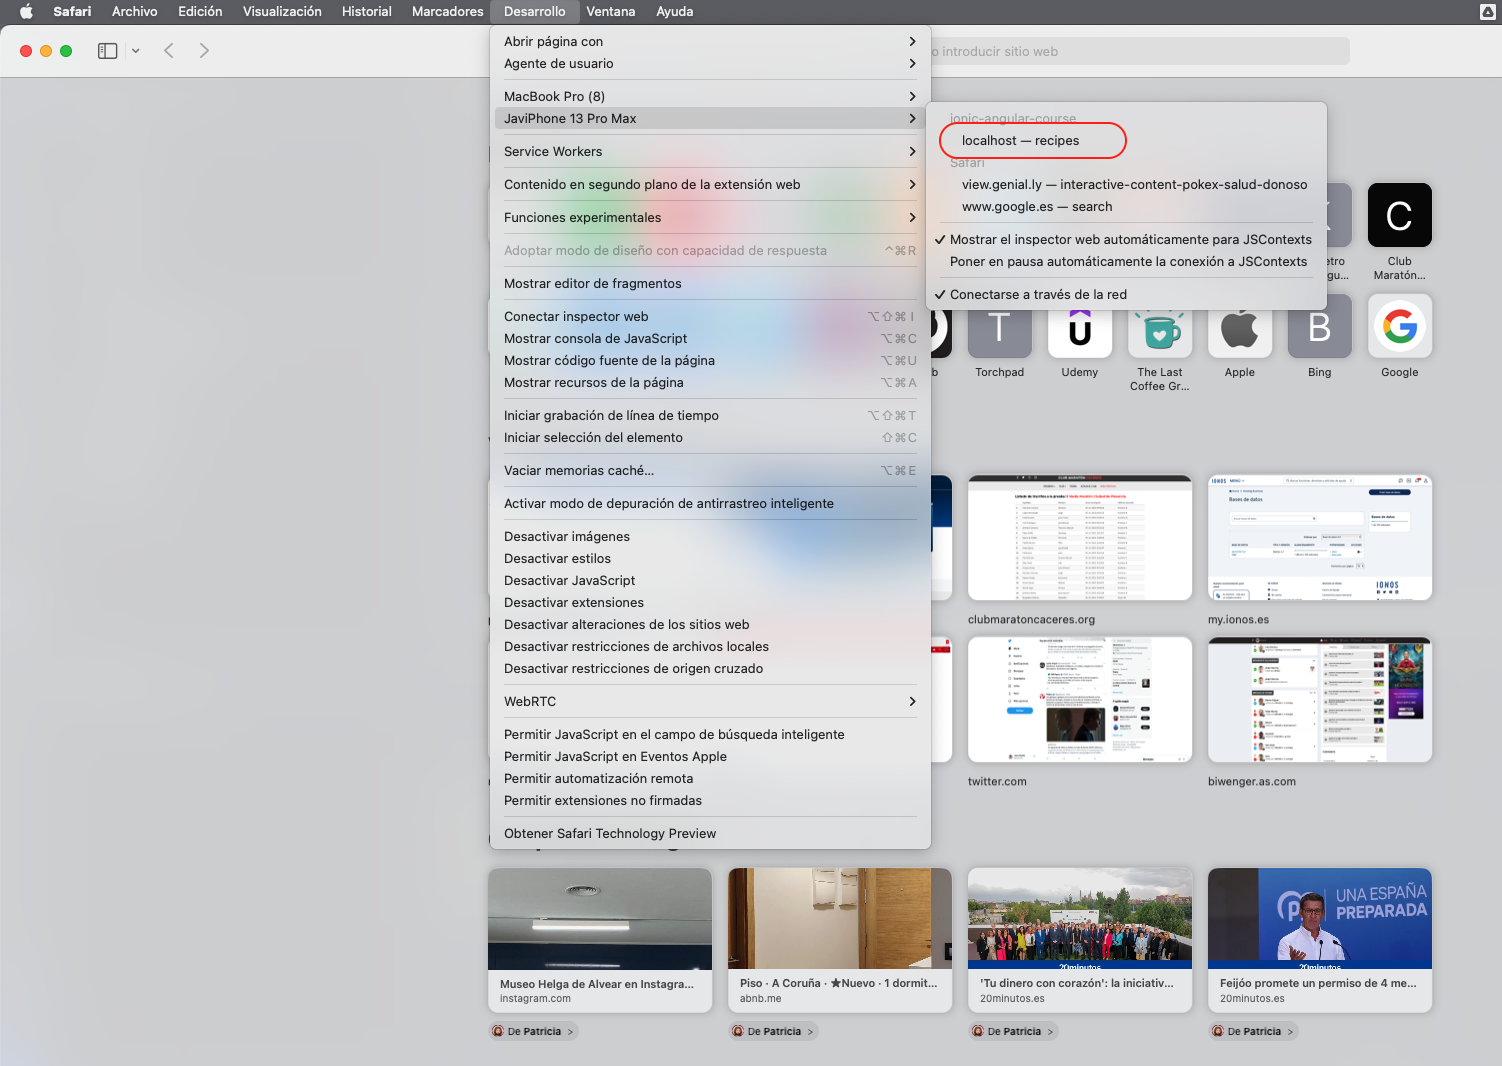 Safari Archivo Edición Visualización Historial Marcadores Desarrollo Ventana Ayuda
o introducir sitio web
Abrir página con
Agente de usuario
MacBook Pro (8)
JaviPhone 13 Pro Max
Service Workers
Contenido en segundo plano de la extensión web
Funciones experimentales
Adoptar modo de diseño con capacidad de respuesta ^⌘R
Mostrar editor de fragmentos
Conectar inspector web ⌥⇧⌘I
Mostrar consola de JavaScript ⌥⌘C
Mostrar código fuente de la página ⌥⌘U
Mostrar recursos de la página ⌥⌘A
Iniciar grabación de línea de tiempo ⌥⇧⌘T
Iniciar selección del elemento ⇧⌘C
Vaciar memorias caché... ⌥⌘E
Activar modo de depuración de antirrastreo inteligente
Desactivar imágenes
Desactivar estilos
Desactivar JavaScript
Desactivar extensiones
Desactivar alteraciones de los sitios web
Desactivar restricciones de archivos locales
Desactivar restricciones de origen cruzado
WebRTC
Permitir JavaScript en el campo de búsqueda inteligente
Permitir JavaScript en Eventos Apple
Permitir automatización remota
Permitir extensiones no firmadas
Obtener Safari Technology Preview
ionic-angular-course
localhost — recipes
Safari
view.genial.ly — interactive-content-pokex-salud-donoso
www.google.es — search
✓ Mostrar el inspector web automáticamente para JSContexts
Poner en pausa automáticamente la conexión a JSContexts
✓ Conectarse a través de la red
C
etro
gu...
Club
Maratón...
T
B
b
Torchpad
Udemy
The Last
Coffee Gr...
Apple
Bing
Google
clubmaratoncaceres.org
IONOS
Bases de datos
IONOS
my.ionos.es
twitter.com
biwenger.as.com
UNA ESPAÑA
PREPARADA
20minutos
20minutos
Museo Helga de Alvear en Instagra...
instagram.com
Piso · A Coruña · ★Nuevo · 1 dormit...
abnb.me
'Tu dinero con corazón': la iniciativ...
20minutos.es
Feijóo promete un permiso de 4 me...
20minutos.es
De Patricia >
De Patricia >
De Patricia >
De Patricia >